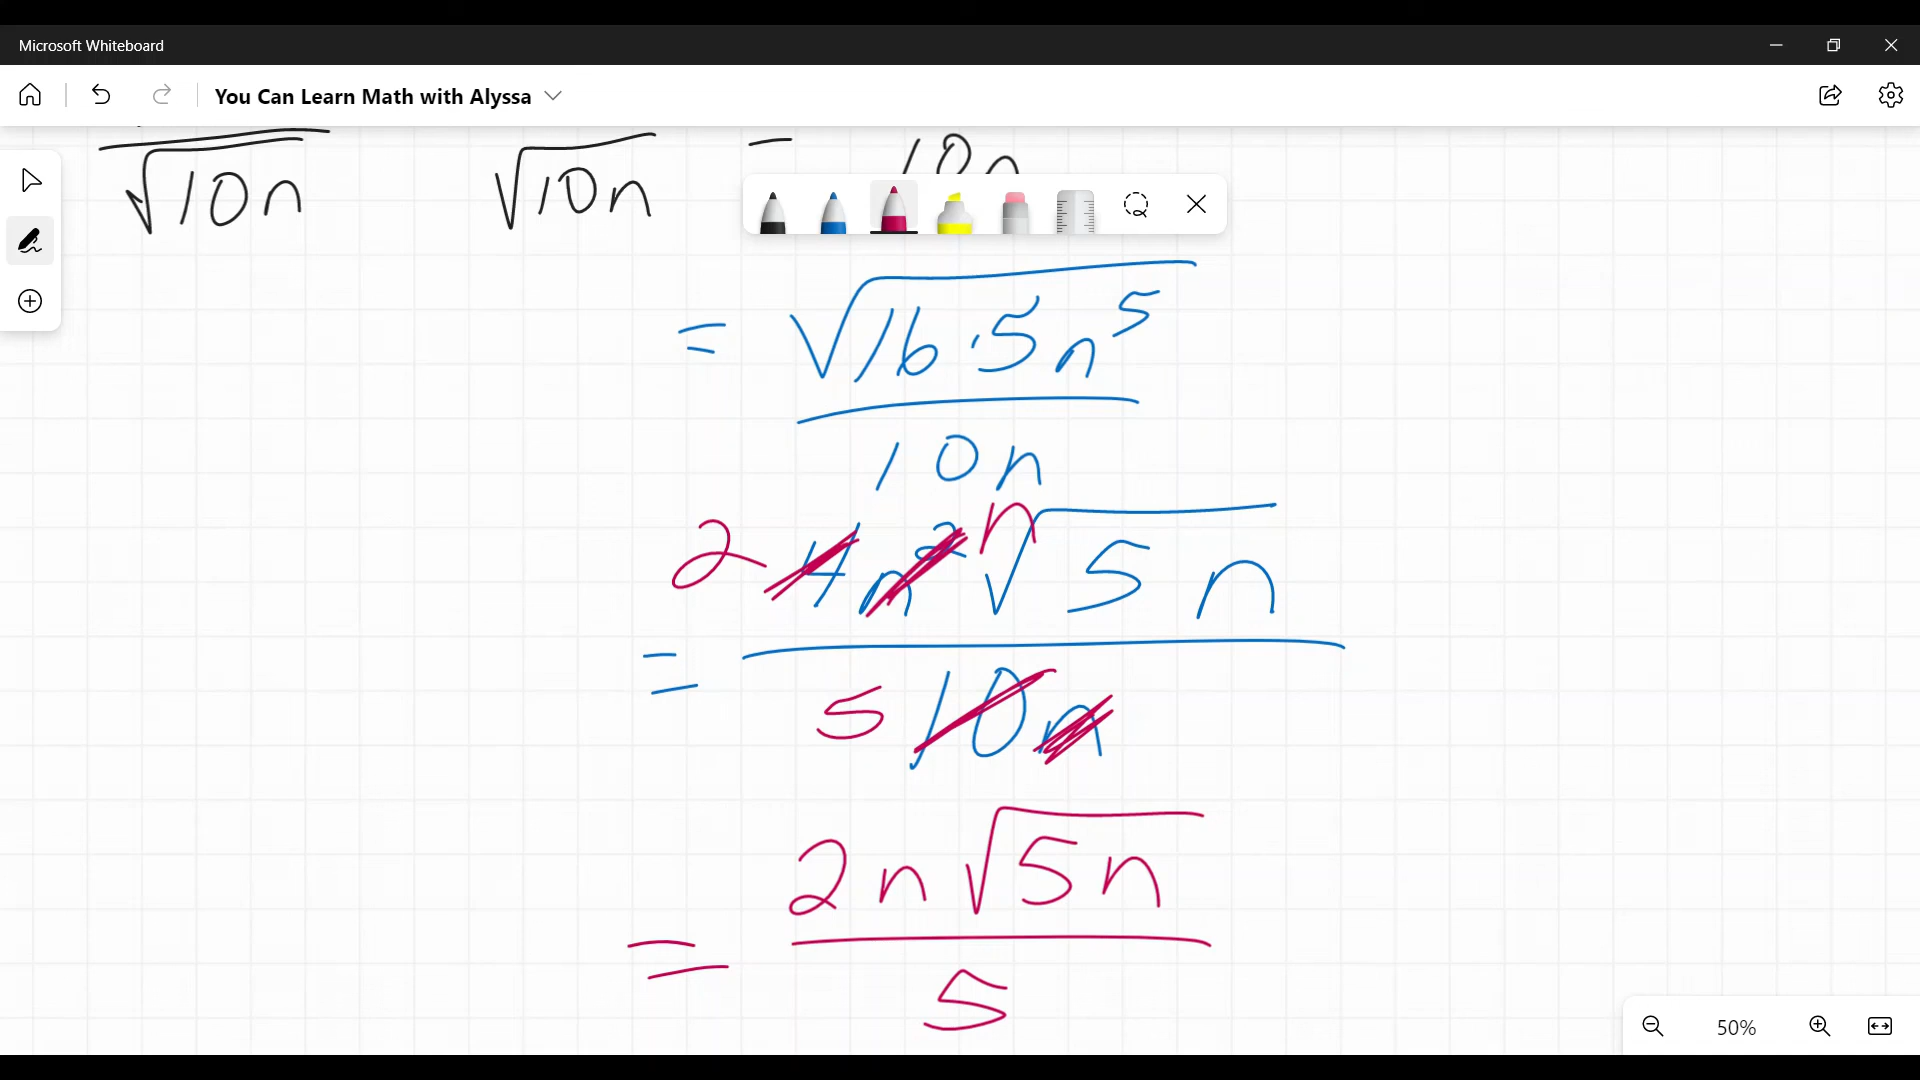 Microsoft Whiteboard
You Can Learn Math with Alyssa
√10n √10n = 10n
= √16·5n⁵
10n
2 4n² n √5n
=
5 10n
2n√5n
=
5
50%